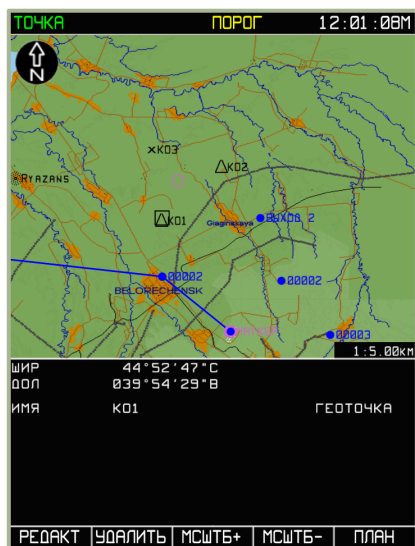 ТОЧКА ПОРОГ 12:01:08М
N
КО3
КО2
RYAZANS
КО1
Giaginskaya
ВЫХОД 2
00002
00002
BELORECHENSK
00003
1:5.00км
ШИР 44°52'47"С
ДОЛ 039°54'29"В
ИМЯ КО1 ГЕОТОЧКА
РЕДАКТ УДАЛИТЬ МСШТБ+ МСШТБ- ПЛАН